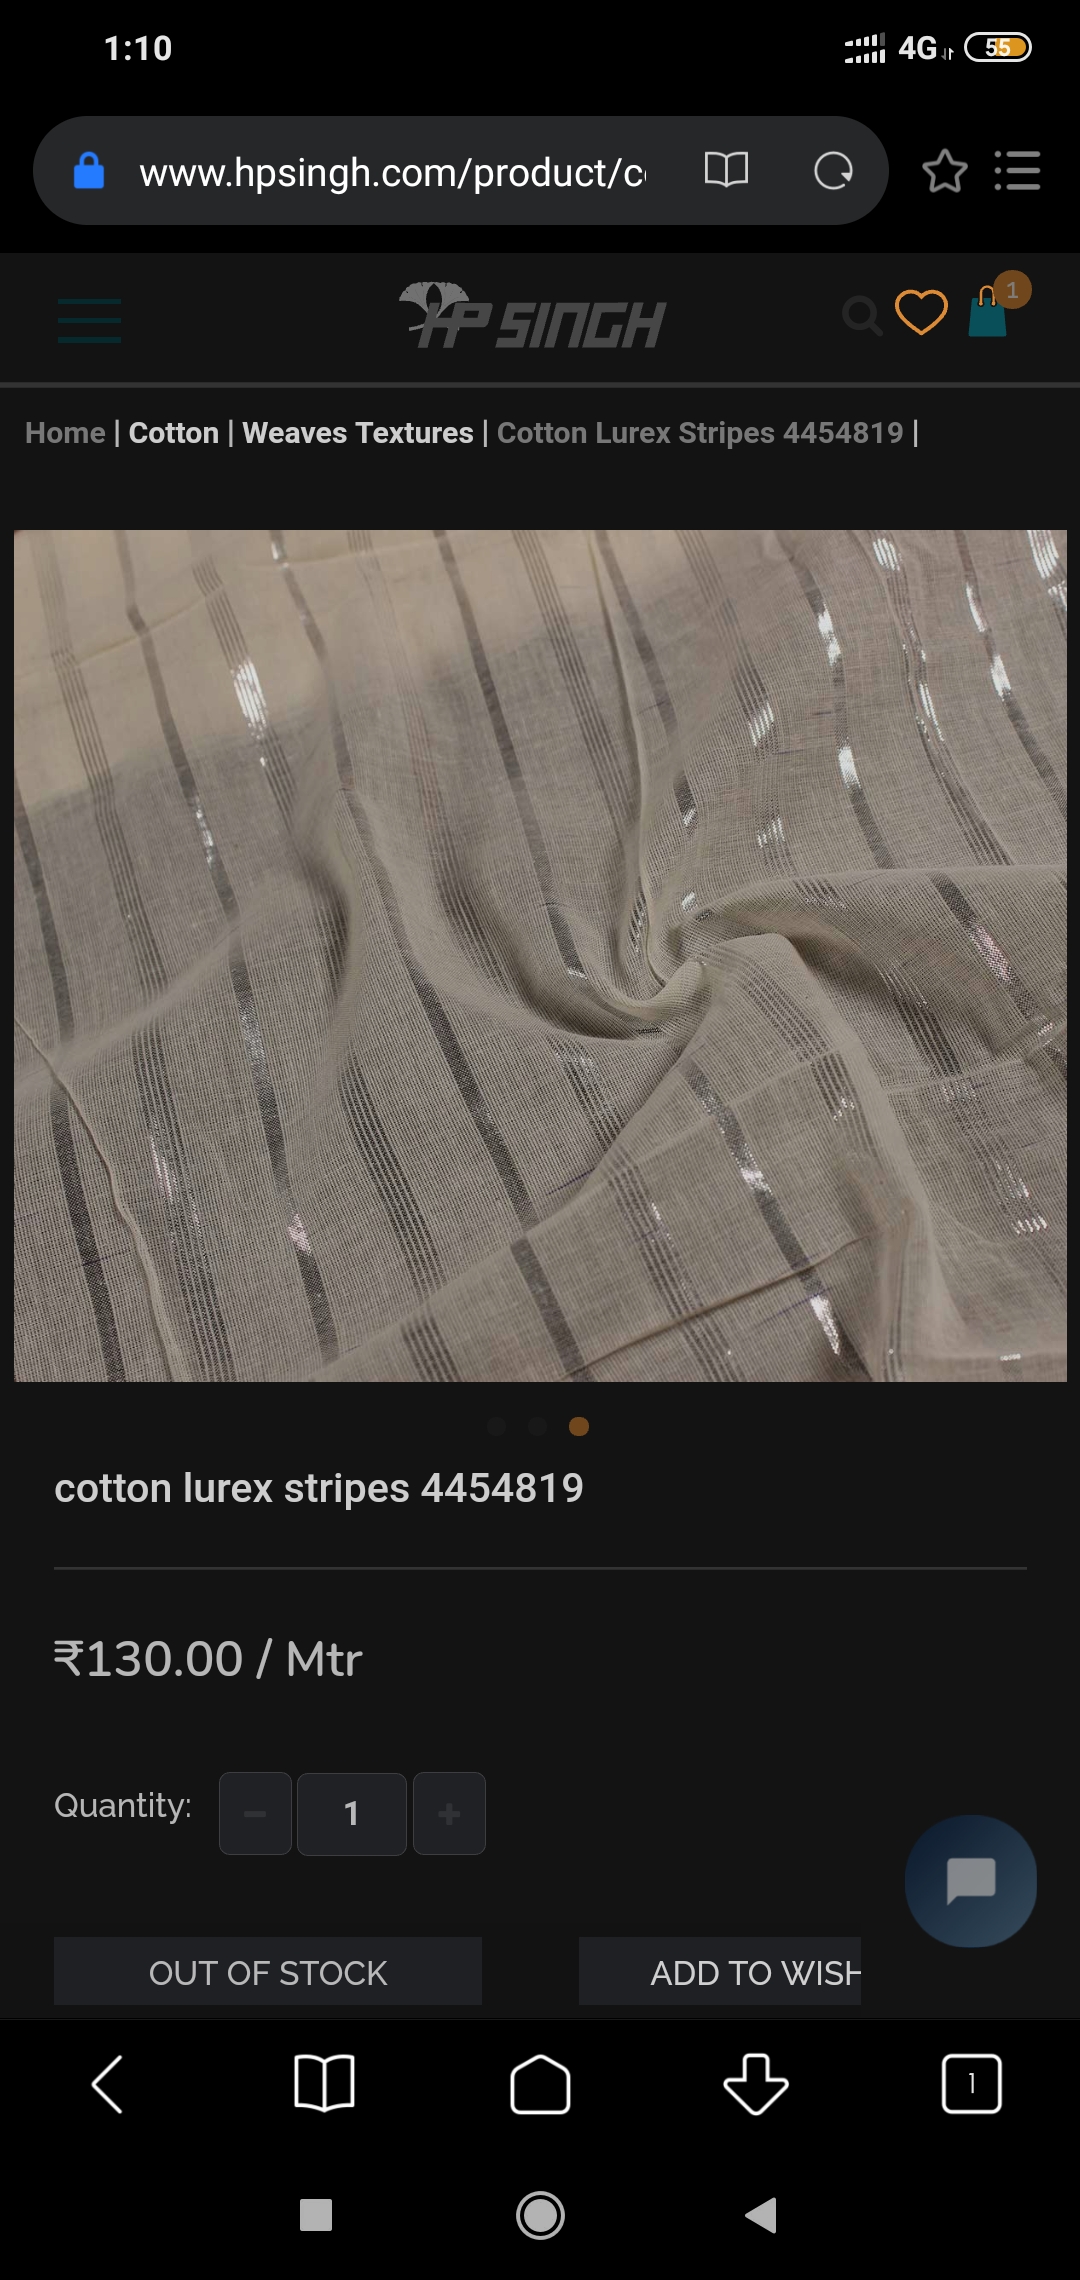 1:10 4G 55
www.hpsingh.com/product/c
HP SINGH 1
Home | Cotton | Weaves Textures | Cotton Lurex Stripes 4454819 |
cotton lurex stripes 4454819
₹130.00 / Mtr
Quantity: − 1 +
OUT OF STOCK ADD TO WISH
1